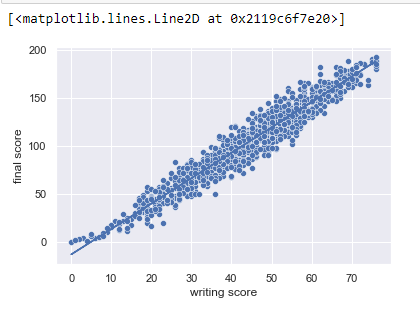 [<matplotlib.lines.Line2D at 0x2119c6f7e20>]
200
150
100
50
0
final score
0 10 20 30 40 50 60 70
writing score